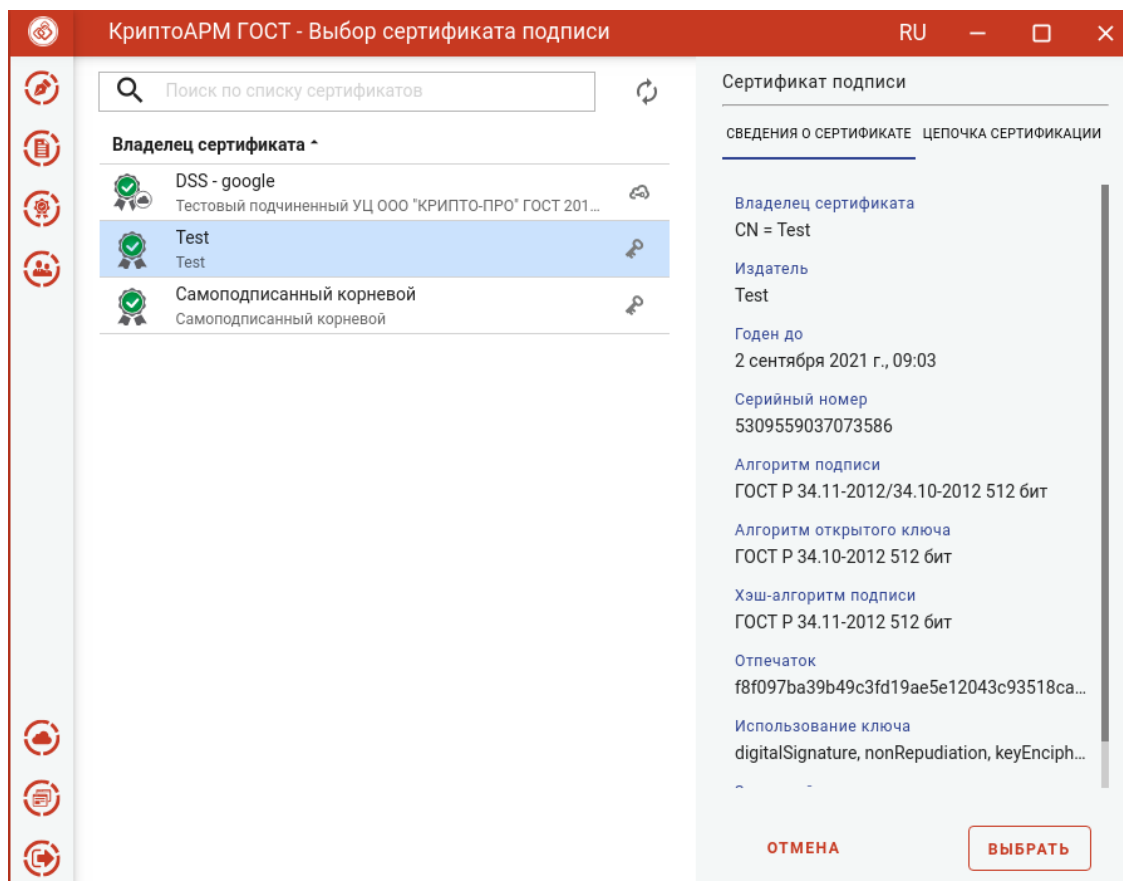 КриптоАРМ ГОСТ - Выбор сертификата подписи
RU
Поиск по списку сертификатов
Владелец сертификата
DSS - google
Тестовый подчиненный УЦ ООО "КРИПТО-ПРО" ГОСТ 201...
Test
Test
Самоподписанный корневой
Самоподписанный корневой
Сертификат подписи
СВЕДЕНИЯ О СЕРТИФИКАТЕ ЦЕПОЧКА СЕРТИФИКАЦИИ
Владелец сертификата
CN = Test
Издатель
Test
Годен до
2 сентября 2021 г., 09:03
Серийный номер
5309559037073586
Алгоритм подписи
ГОСТ Р 34.11-2012/34.10-2012 512 бит
Алгоритм открытого ключа
ГОСТ Р 34.10-2012 512 бит
Хэш-алгоритм подписи
ГОСТ Р 34.11-2012 512 бит
Отпечаток
f8f097ba39b49c3fd19ae5e12043c93518ca...
Использование ключа
digitalSignature, nonRepudiation, keyEnciph...
ОТМЕНА
ВЫБРАТЬ